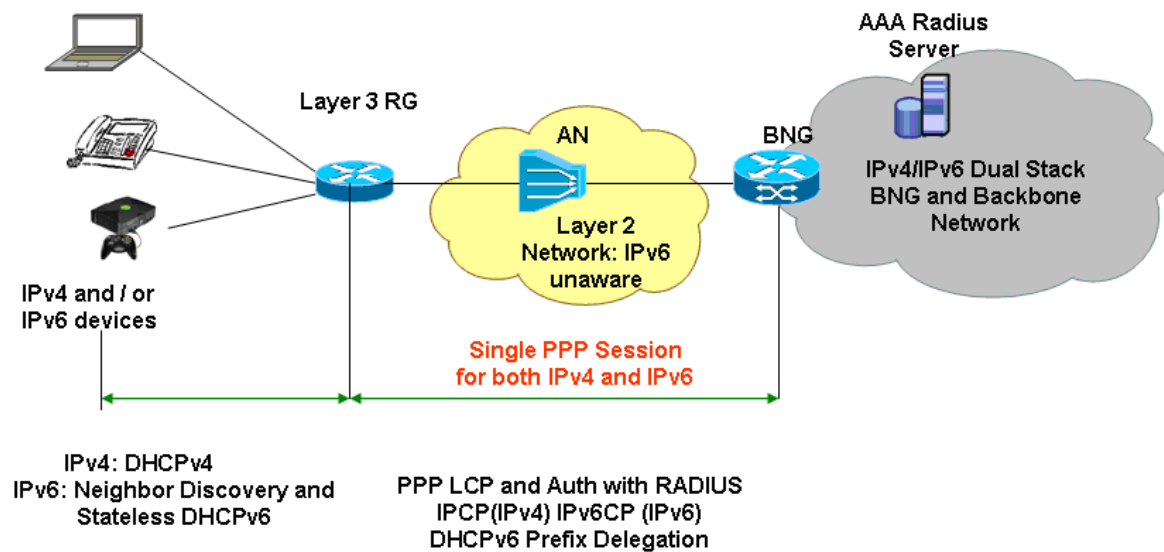 AAA Radius
Server
Layer 3 RG
AN
BNG
IPv4/IPv6 Dual Stack
BNG and Backbone
Network
Layer 2
Network: IPv6
unaware
IPv4 and / or
IPv6 devices
Single PPP Session
for both IPv4 and IPv6
IPv4: DHCPv4
IPv6: Neighbor Discovery and
Stateless DHCPv6
PPP LCP and Auth with RADIUS
IPCP(IPv4) IPv6CP (IPv6)
DHCPv6 Prefix Delegation